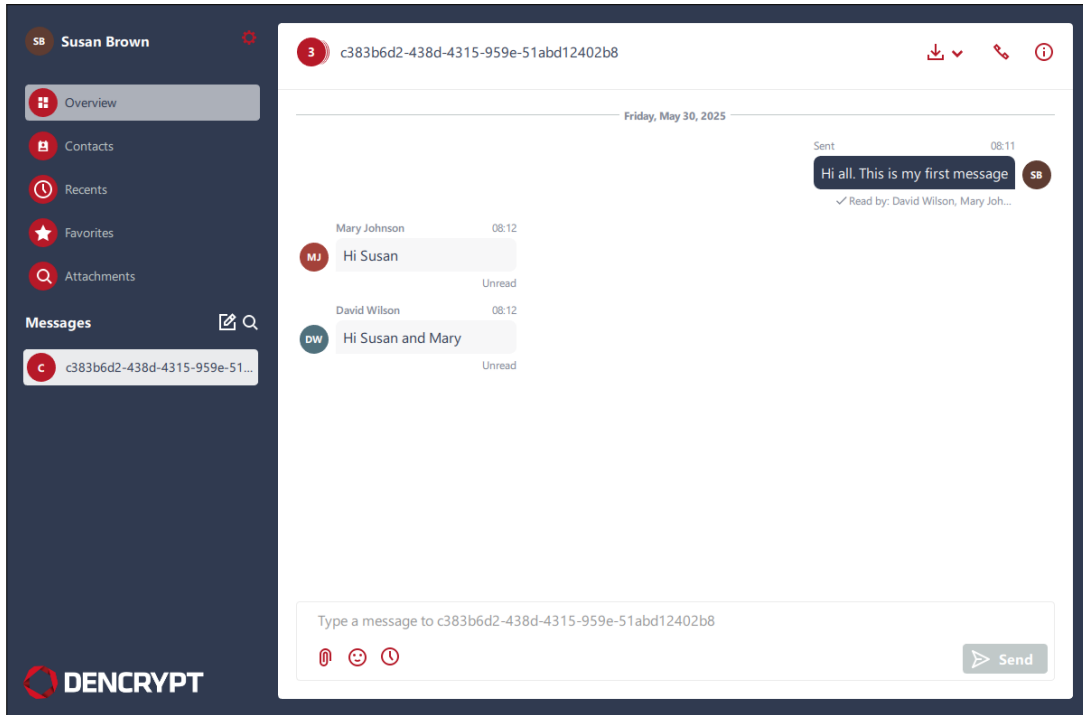 SB Susan Brown
Overview
Contacts
Recents
Favorites
Attachments
Messages
C c383b6d2-438d-4315-959e-51...
DENCRYPT
3 c383b6d2-438d-4315-959e-51abd12402b8
Friday, May 30, 2025
Sent 08:11
Hi all. This is my first message SB
Read by: David Wilson, Mary Joh...
Mary Johnson 08:12
MJ Hi Susan
Unread
David Wilson 08:12
DW Hi Susan and Mary
Unread
Type a message to c383b6d2-438d-4315-959e-51abd12402b8
Send